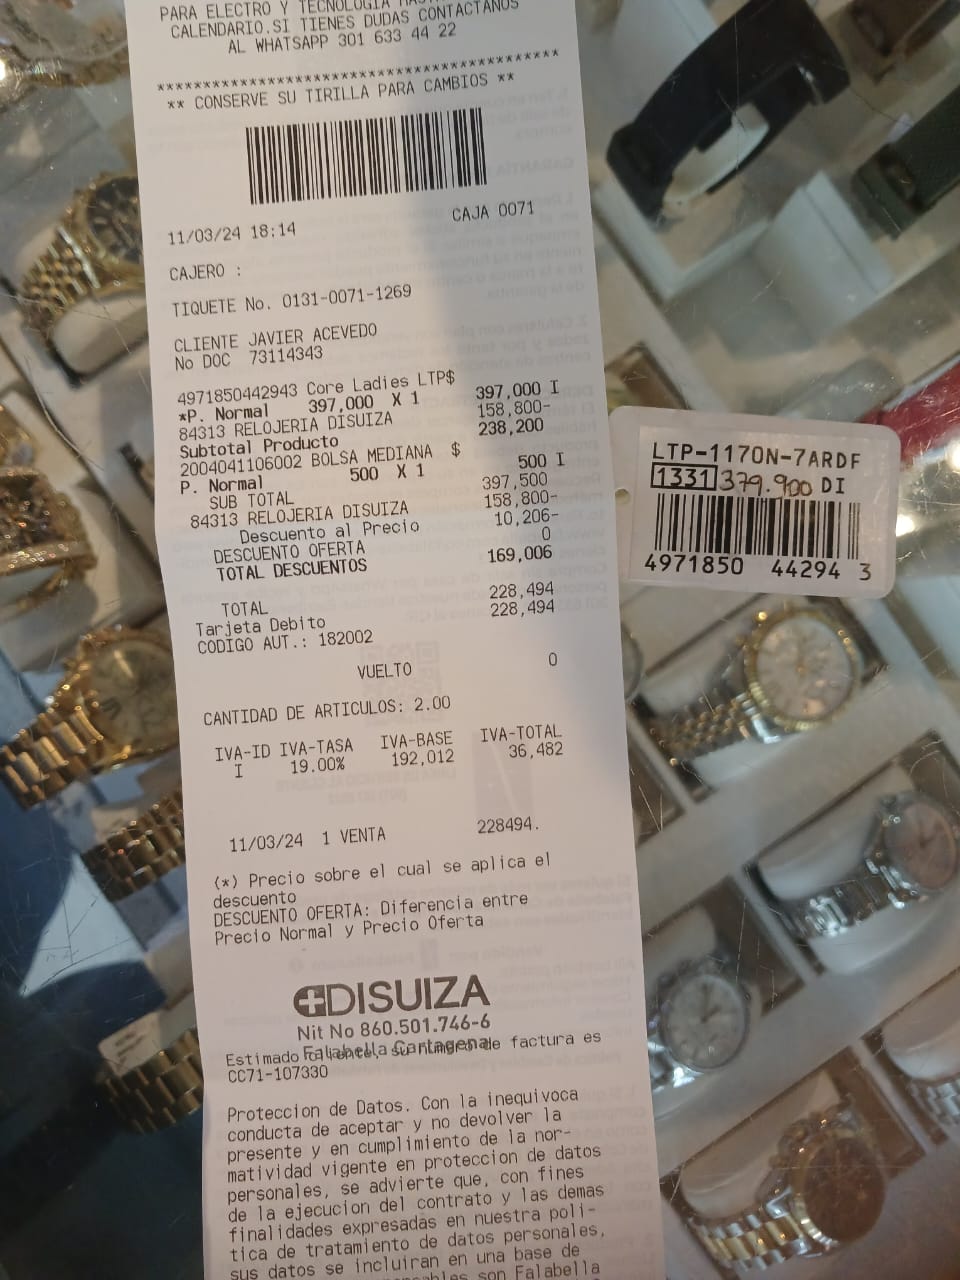 PARA ELECTRO Y TECNOLOGIA
CALENDARIO.SI TIENES DUDAS CONTACTANOS
AL WHATSAPP 301 633 44 22
******************************************
** CONSERVE SU TIRILLA PARA CAMBIOS **
11/03/24 18:14 CAJA 0071
CAJERO :
TIQUETE No. 0131-0071-1269
CLIENTE JAVIER ACEVEDO
No DOC 73114343
4971850442943 Core Ladies LTP$ 397,000 I
*P. Normal 397,000 X 1
84313 RELOJERIA DISUIZA 158,800-
Subtotal Producto 238,200
2004041106002 BOLSA MEDIANA $ 500 I
P. Normal 500 X 1
SUB TOTAL 397,500
84313 RELOJERIA DISUIZA 158,800-
Descuento al Precio 10,206-
DESCUENTO OFERTA 0
TOTAL DESCUENTOS 169,006
TOTAL 228,494
Tarjeta Debito 228,494
CODIGO AUT.: 182002
VUELTO 0
CANTIDAD DE ARTICULOS: 2.00
IVA-ID IVA-TASA IVA-BASE IVA-TOTAL
I 19.00% 192,012 36,482
11/03/24 1 VENTA 228494.
(*) Precio sobre el cual se aplica el
descuento
DESCUENTO OFERTA: Diferencia entre
Precio Normal y Precio Oferta
DISUIZA
Nit No 860.501.746-6
Falabella Cartagena
Estimado cliente, su numero de factura es
CC71-107330
Proteccion de Datos. Con la inequivoca
conducta de aceptar y no devolver la
presente y en cumplimiento de la nor-
matividad vigente en proteccion de datos
personales, se advierte que, con fines
de la ejecucion del contrato y las demas
finalidades expresadas en nuestra poli-
tica de tratamiento de datos personales,
sus datos se incluiran en una base de
son Falabella
LTP-1170N-7ARDF
1331 379.900 DI
4971850 44294 3